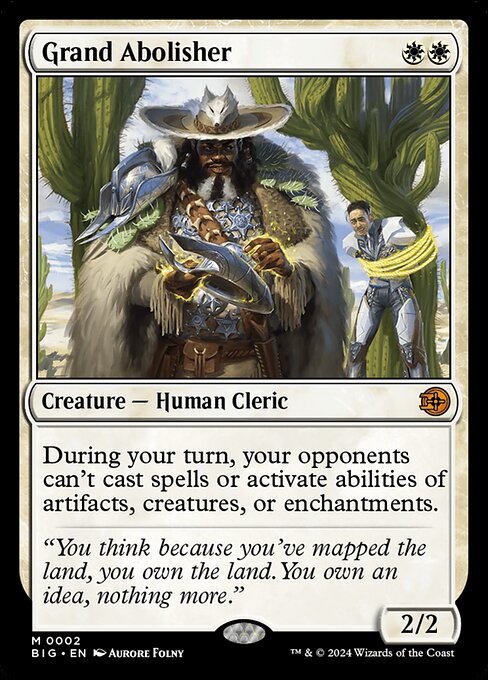 Grand Abolisher
Creature — Human Cleric
During your turn, your opponents
can't cast spells or activate abilities of
artifacts, creatures, or enchantments.
“You think because you've mapped the
land, you own the land. You own an
idea, nothing more.”
2/2
M 0002
BIG • EN Aurore Folny
™ & © 2024 Wizards of the Coast